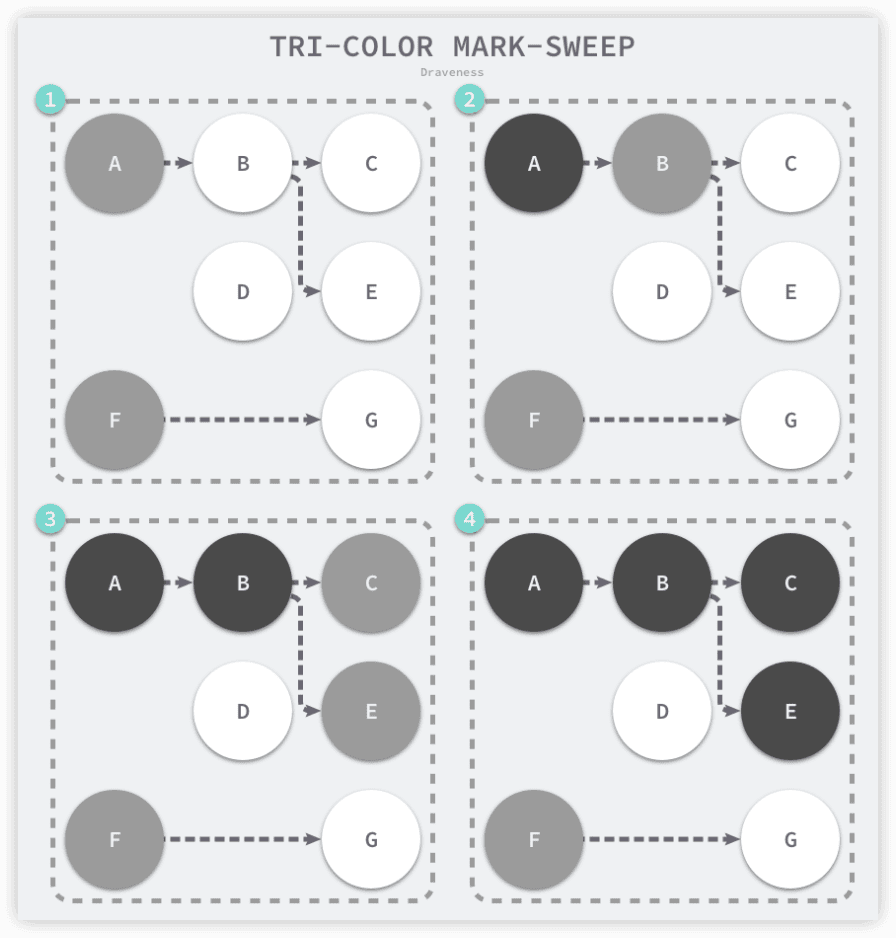 TRI-COLOR MARK-SWEEP
Draveness
1
A B C
D E
F G
2
A B C
D E
F G
3
A B C
D E
F G
4
A B C
D E
F G